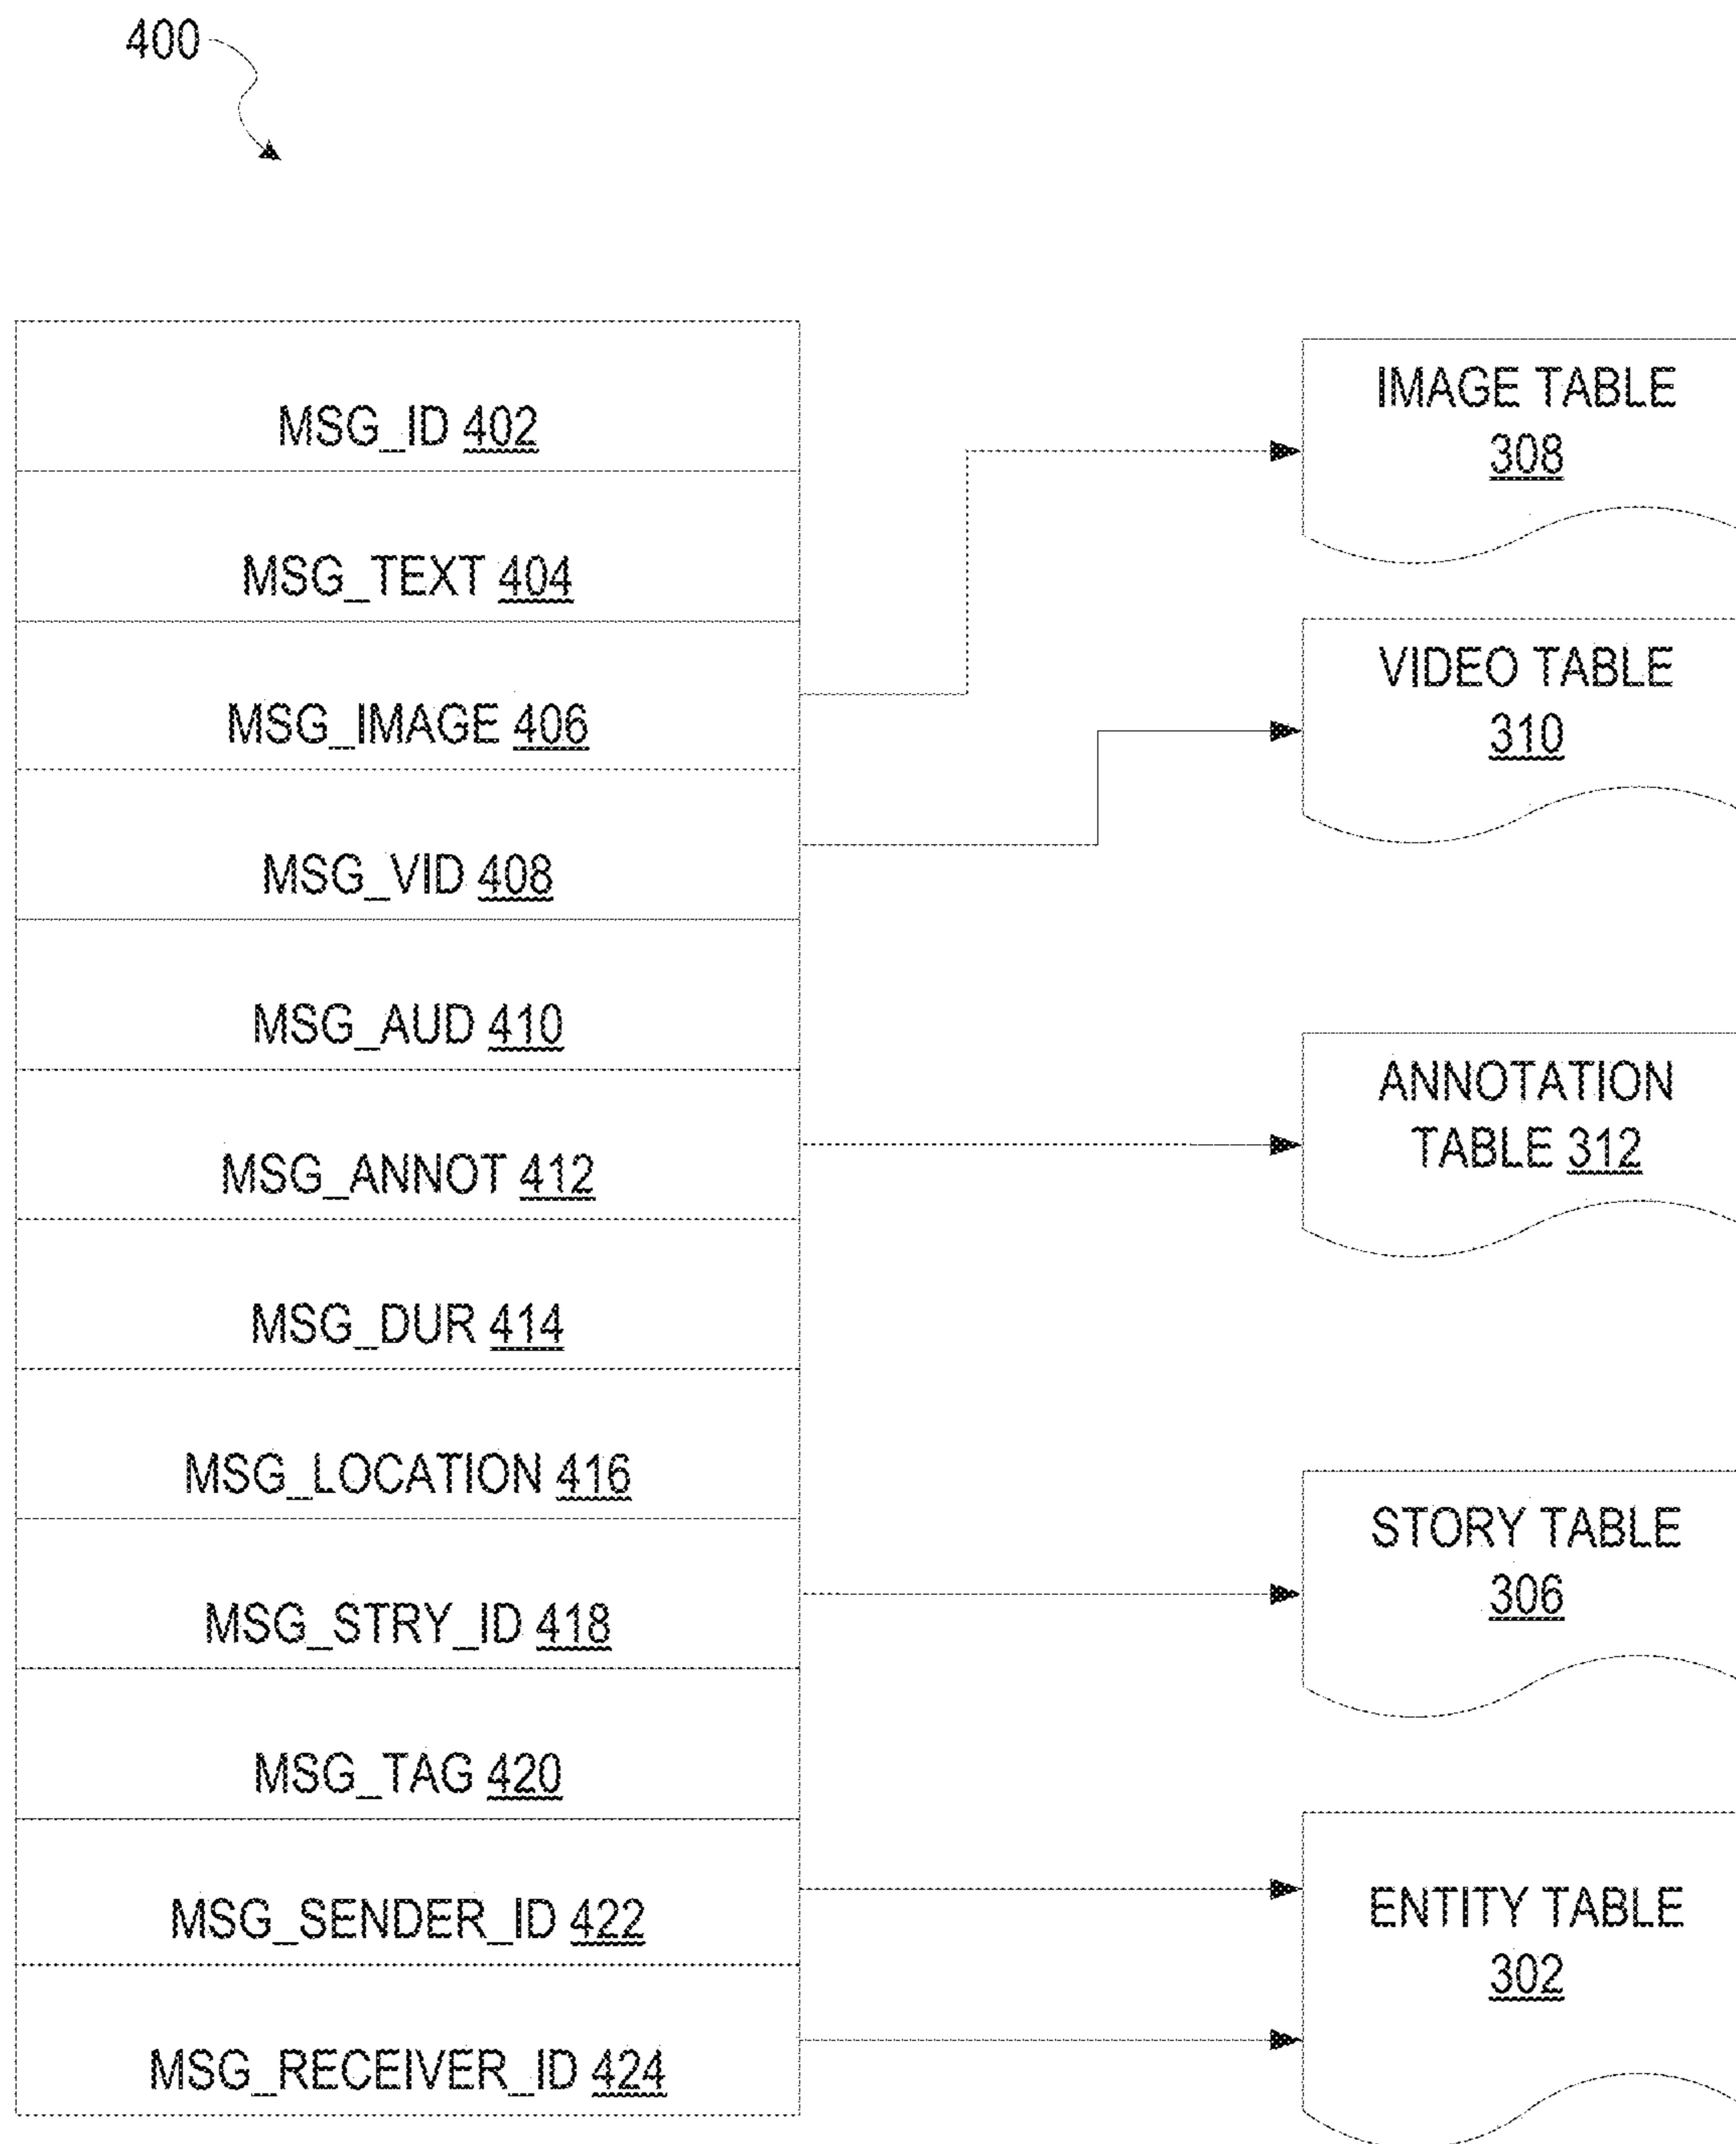 400
MSG_ID 402
MSG_TEXT 404
MSG_IMAGE 406
MSG_VID 408
MSG_AUD 410
MSG_ANNOT 412
MSG_DUR 414
MSG_LOCATION 416
MSG_STRY_ID 418
MSG_TAG 420
MSG_SENDER_ID 422
MSG_RECEIVER_ID 424
IMAGE TABLE
308
VIDEO TABLE
310
ANNOTATION
TABLE 312
STORY TABLE
306
ENTITY TABLE
302